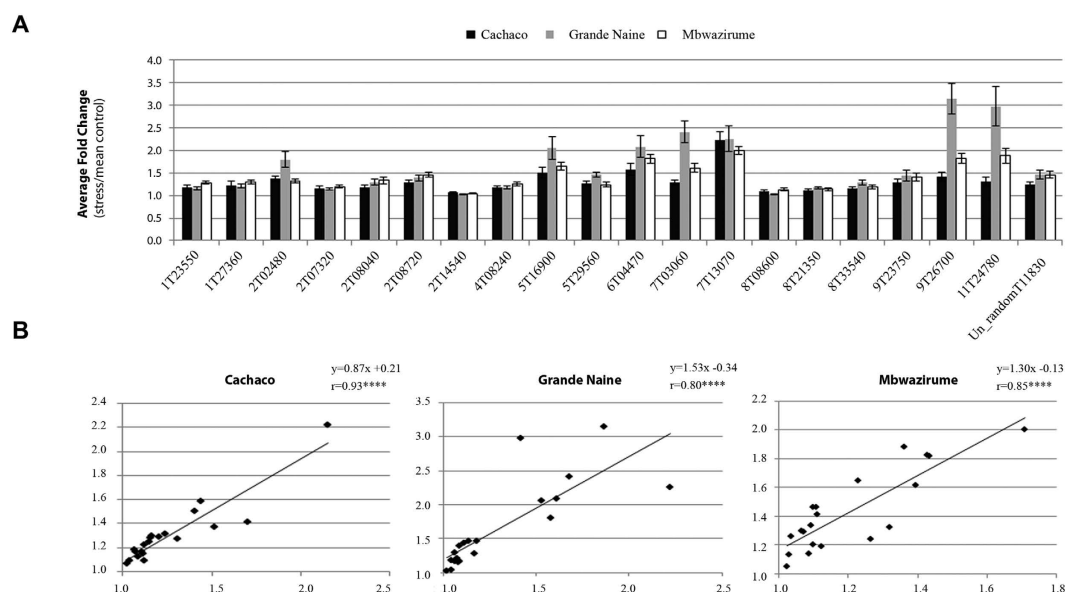 A
Cachaco Grande Naine Mbwazirume
Average Fold Change
(stress/mean control)
4.0
3.5
3.0
2.5
2.0
1.5
1.0
0.5
0.0
1T23550
1T27360
2T02480
2T07320
2T08040
2T08720
2T14540
4T08240
5T16900
5T29560
6T04470
7T03060
7T13070
8T08600
8T21350
8T33540
9T23750
9T26700
11T24780
Un_randomT11830
B
Cachaco
y=0.87x +0.21
r=0.93****
2.4
2.2
2.0
1.8
1.6
1.4
1.2
1.0
1.0 1.5 2.0 2.5
Grande Naine
y=1.53x -0.34
r=0.80****
3.5
3.0
2.5
2.0
1.5
1.0
1.0 1.5 2.0 2.5
Mbwazirume
y=1.30x -0.13
r=0.85****
2.2
2.0
1.8
1.6
1.4
1.2
1.0
1.0 1.2 1.4 1.6 1.8